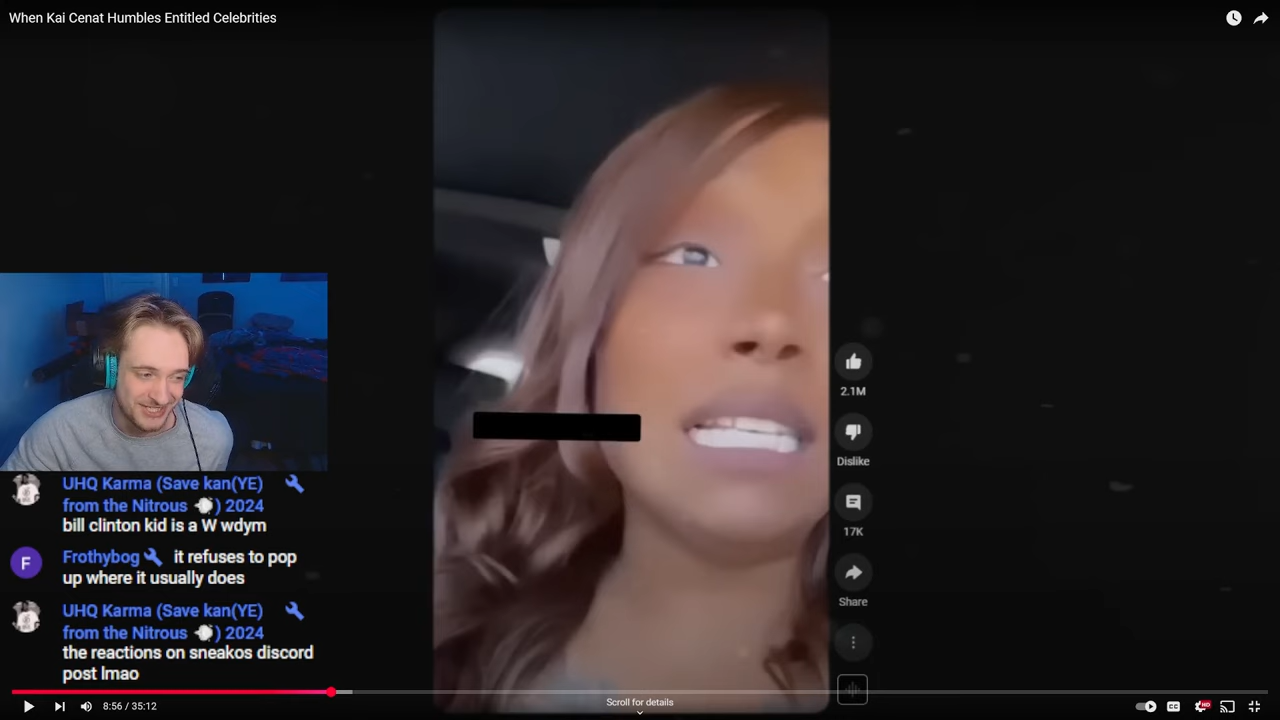 When Kai Cenat Humbles Entitled Celebrities
2.1M
Dislike
17K
Share
UHQ Karma (Save kan(YE)
from the Nitrous ) 2024
bill clinton kid is a W wdym
F
Frothybog it refuses to pop
up where it usually does
UHQ Karma (Save kan(YE)
from the Nitrous ) 2024
the reactions on sneakos discord
post lmao
8:56 / 35:12
Scroll for details
CC
HD